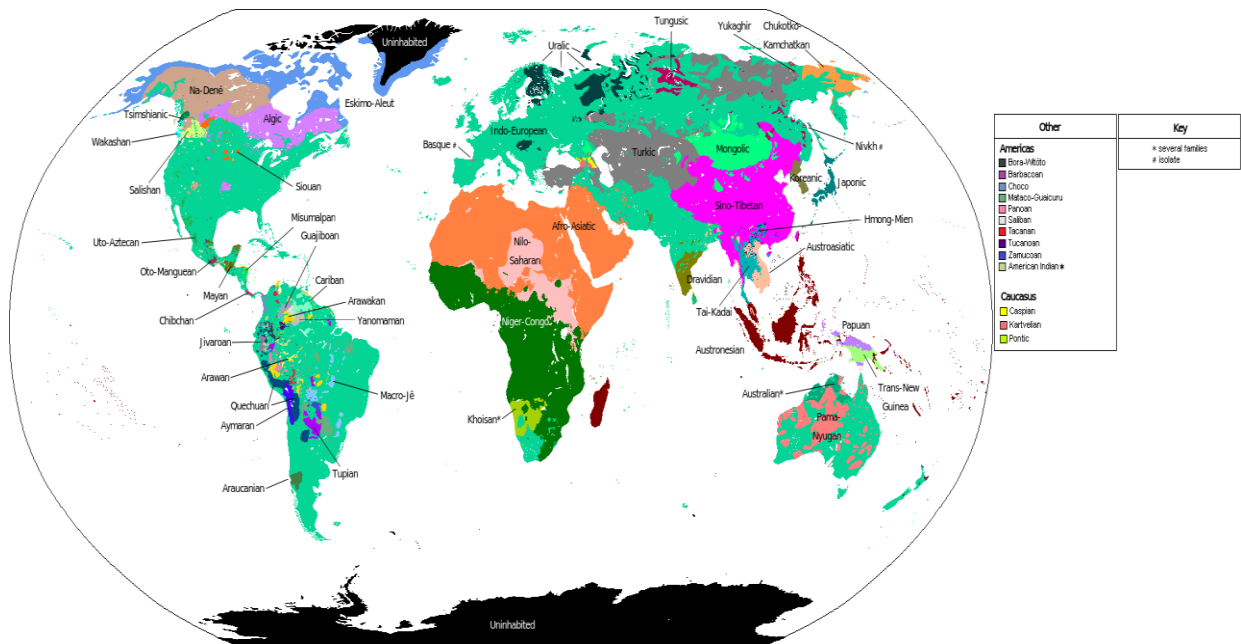 Uninhabited
Tungusic
Yukaghir
Chukotko-
Kamchatkan
Uralic
Na-Dené
Eskimo-Aleut
Tsimshianic
Algic
Wakashan
Indo-European
Basque #
Turkic
Mongolic
Nivkh #
Salishan
Siouan
Koreanic
Japonic
Sino-Tibetan
Misumalpan
Guajiboan
Afro-Asiatic
Hmong-Mien
Uto-Aztecan
Nilo-
Saharan
Austroasiatic
Oto-Manguean
Cariban
Dravidian
Mayan
Arawakan
Chibchan
Yanomaman
Niger-Congo
Tai-Kadai
Papuan
Jivaroan
Austronesian
Arawan
Trans-New
Guinea
Quechuan
Macro-Jê
Australian*
Aymaran
Khoisan*
Pama-
Nyugan
Tupian
Araucanian
Uninhabited
Other
Americas
Bora-Witóto
Barbacoan
Choco
Mataco-Guaicuru
Panoan
Saliban
Tacanan
Tucanoan
Zamucoan
American Indian*
Caucasus
Caspian
Kartvelian
Pontic
Key
* several families
# isolate